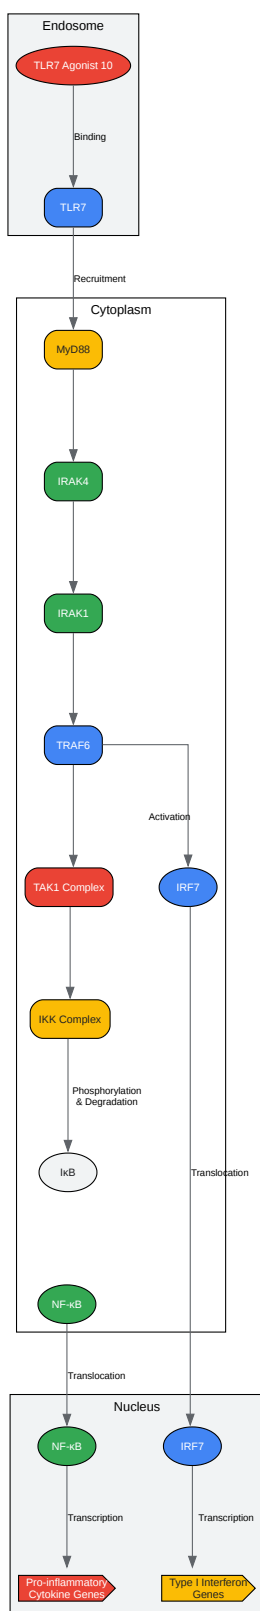 Endosome
TLR7 Agonist 10
Binding
TLR7
Recruitment
Cytoplasm
MyD88
IRAK4
IRAK1
TRAF6
Activation
TAK1 Complex
IRF7
IKK Complex
Phosphorylation
& Degradation
IκB
Translocation
NF-κB
Translocation
Nucleus
NF-κB
IRF7
Transcription
Transcription
Pro-inflammatory
Cytokine Genes
Type I Interferon
Genes